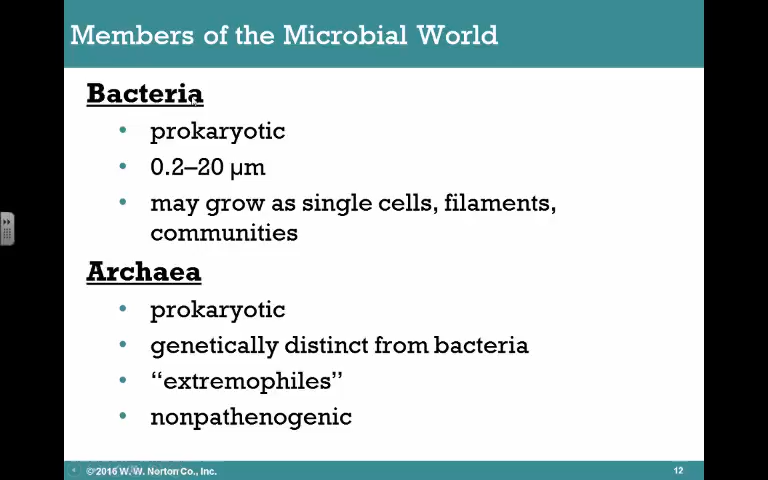 Members of the Microbial World
Bacteria
• prokaryotic
• 0.2–20 μm
• may grow as single cells, filaments,
communities
Archaea
• prokaryotic
• genetically distinct from bacteria
• “extremophiles”
• nonpathenogenic
© 2016 W. W. Norton Co., Inc.
12